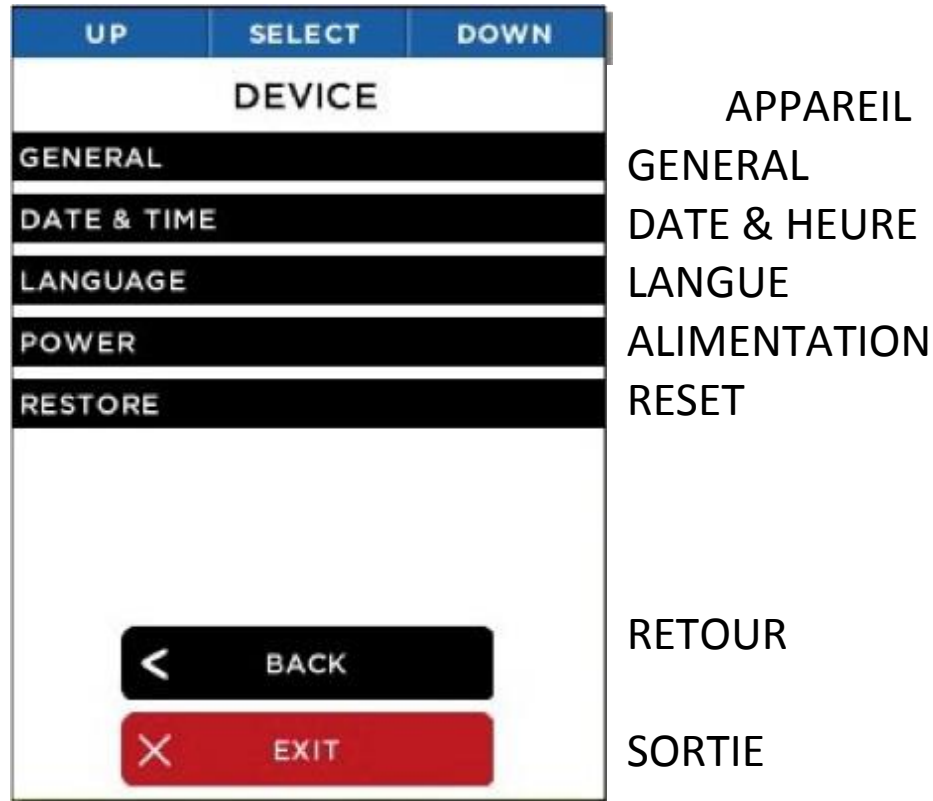 UP SELECT DOWN
DEVICE APPAREIL
GENERAL GENERAL
DATE & TIME DATE & HEURE
LANGUAGE LANGUE
POWER ALIMENTATION
RESTORE RESET
< BACK RETOUR
X EXIT SORTIE